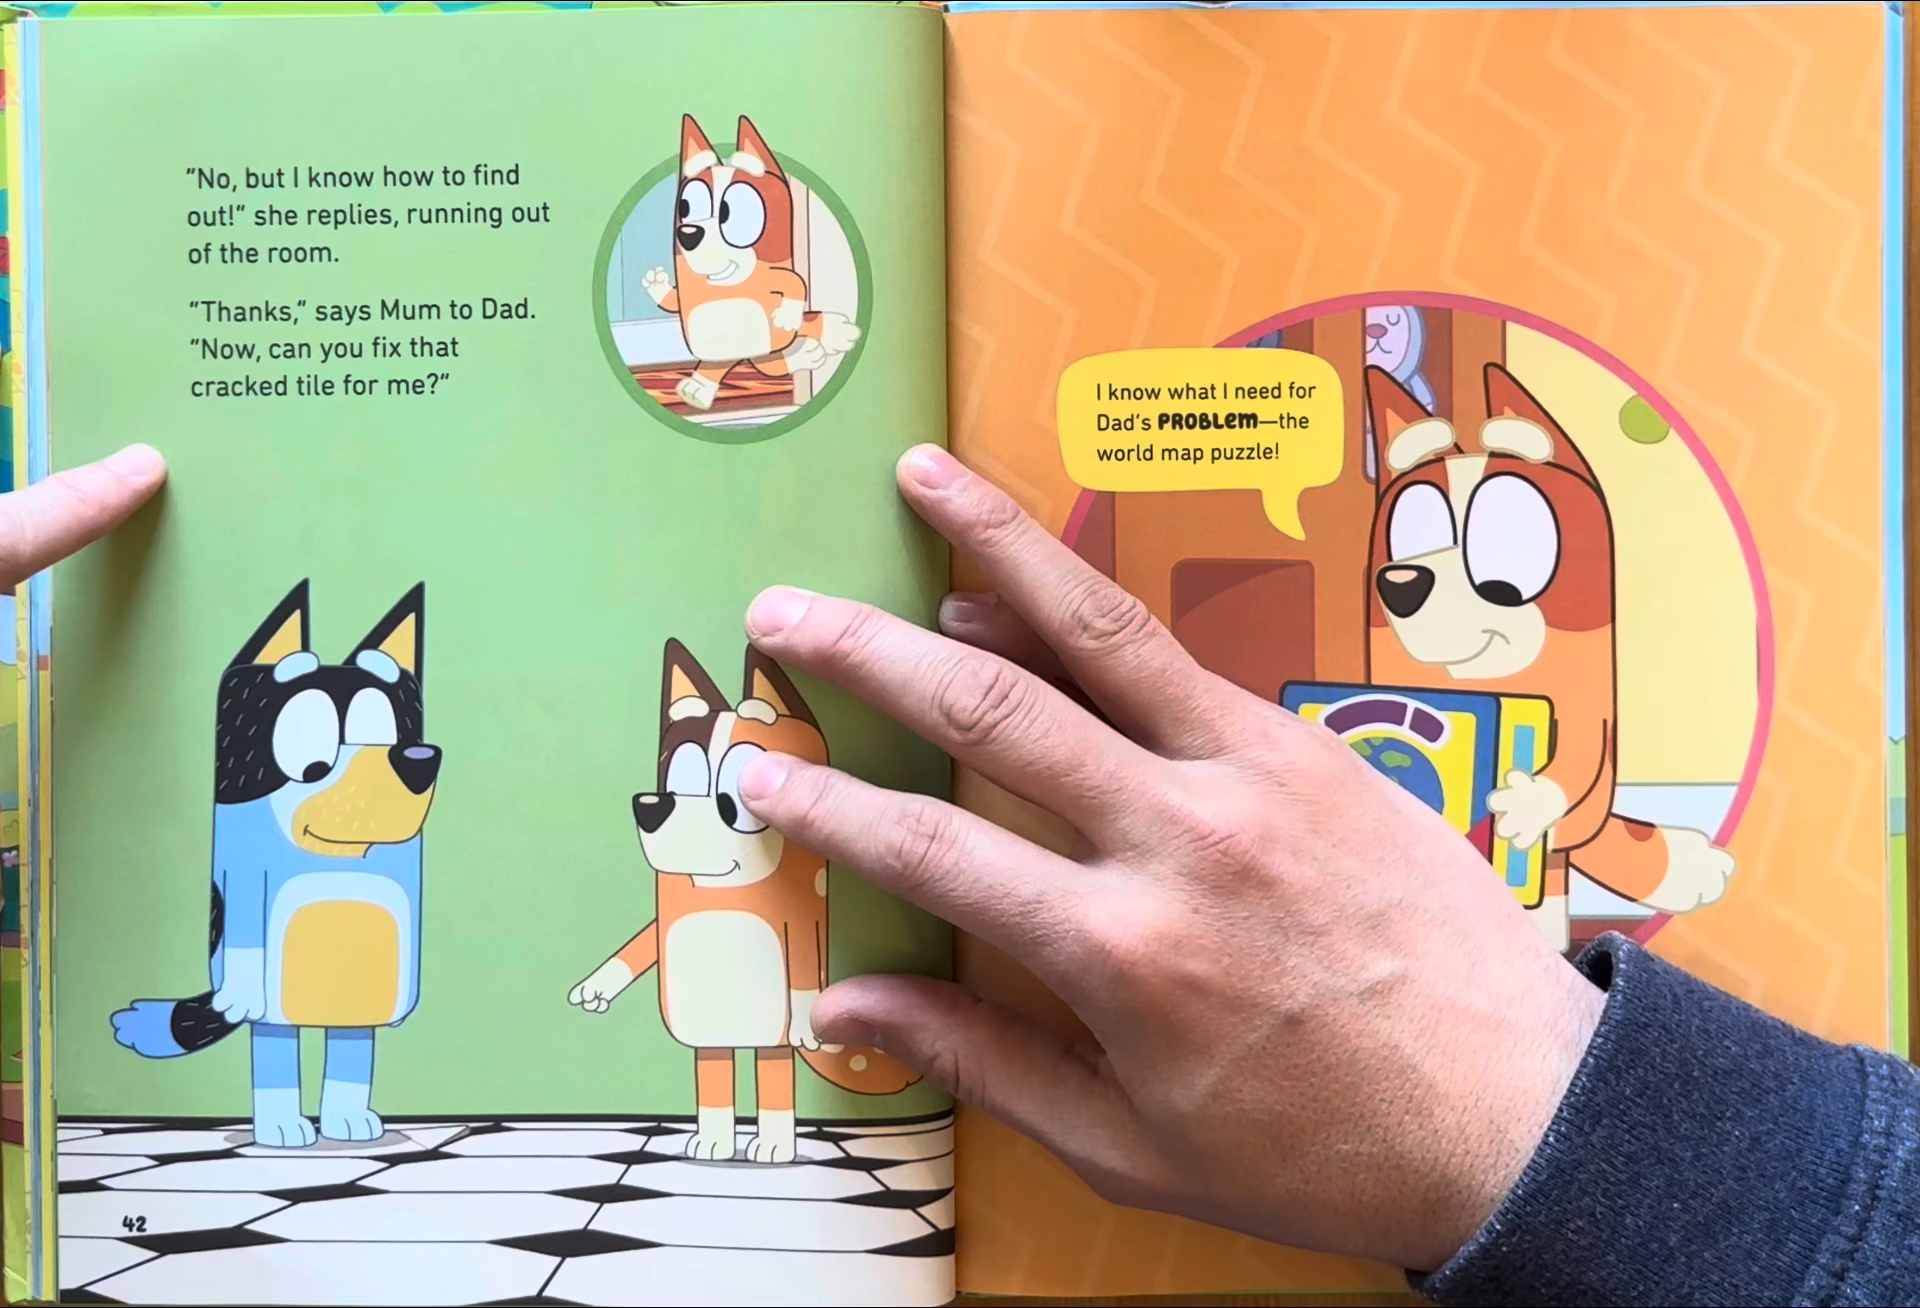 "No, but I know how to find
out!" she replies, running out
of the room.
"Thanks," says Mum to Dad.
"Now, can you fix that
cracked tile for me?"
I know what I need for
Dad's PROBLEM—the
world map puzzle!
42